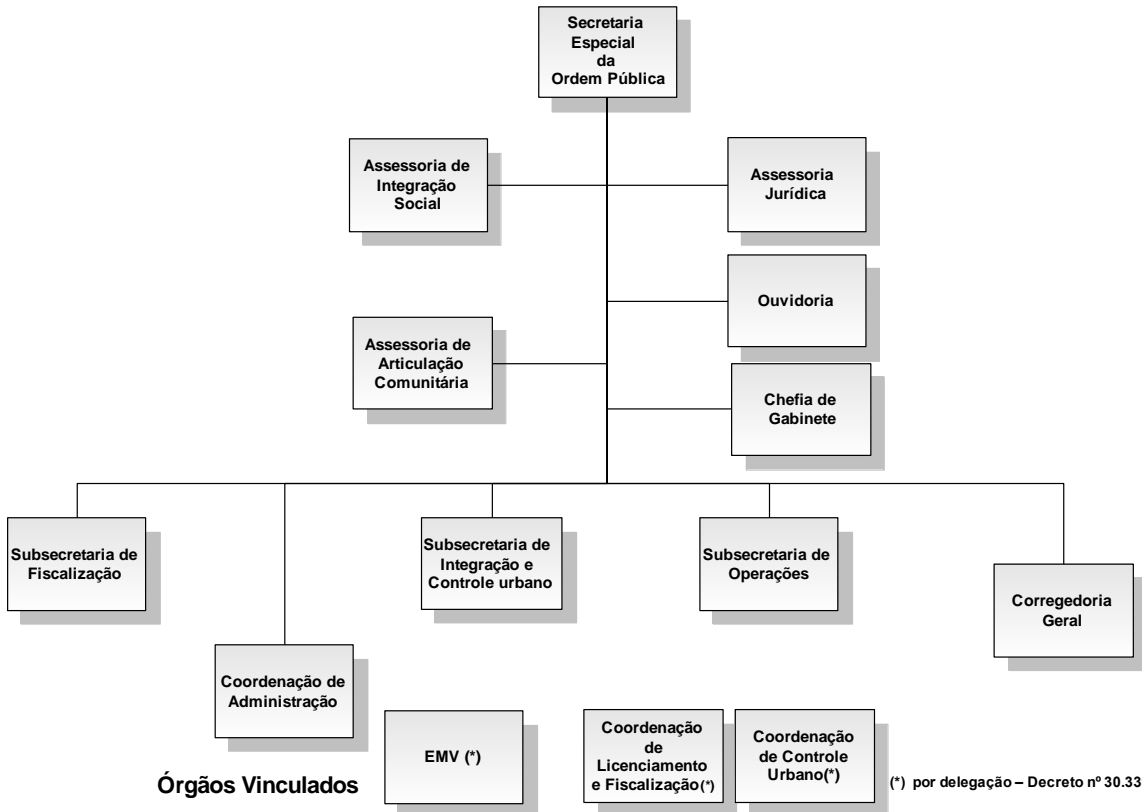 Secretaria
Especial
da
Ordem Pública
Assessoria de
Integração
Social
Assessoria
Jurídica
Ouvidoria
Assessoria de
Articulação
Comunitária
Chefia de
Gabinete
Subsecretaria de
Fiscalização
Subsecretaria de
Integração e
Controle urbano
Subsecretaria de
Operações
Corregedoria
Geral
Coordenação de
Administração
EMV (*)
Coordenação
de
Licenciamento
e Fiscalização(*)
Coordenação
de Controle
Urbano(*)
Órgãos Vinculados
(*) por delegação – Decreto nº 30.33